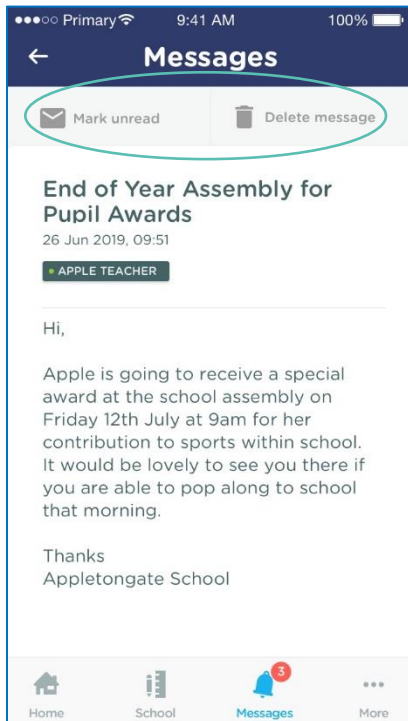 Primary 9:41 AM 100%
Messages
Mark unread Delete message
End of Year Assembly for
Pupil Awards
26 Jun 2019, 09:51
APPLE TEACHER
Hi,
Apple is going to receive a special
award at the school assembly on
Friday 12th July at 9am for her
contribution to sports within school.
It would be lovely to see you there if
you are able to pop along to school
that morning.
Thanks
Appletongate School
3
Home School Messages More